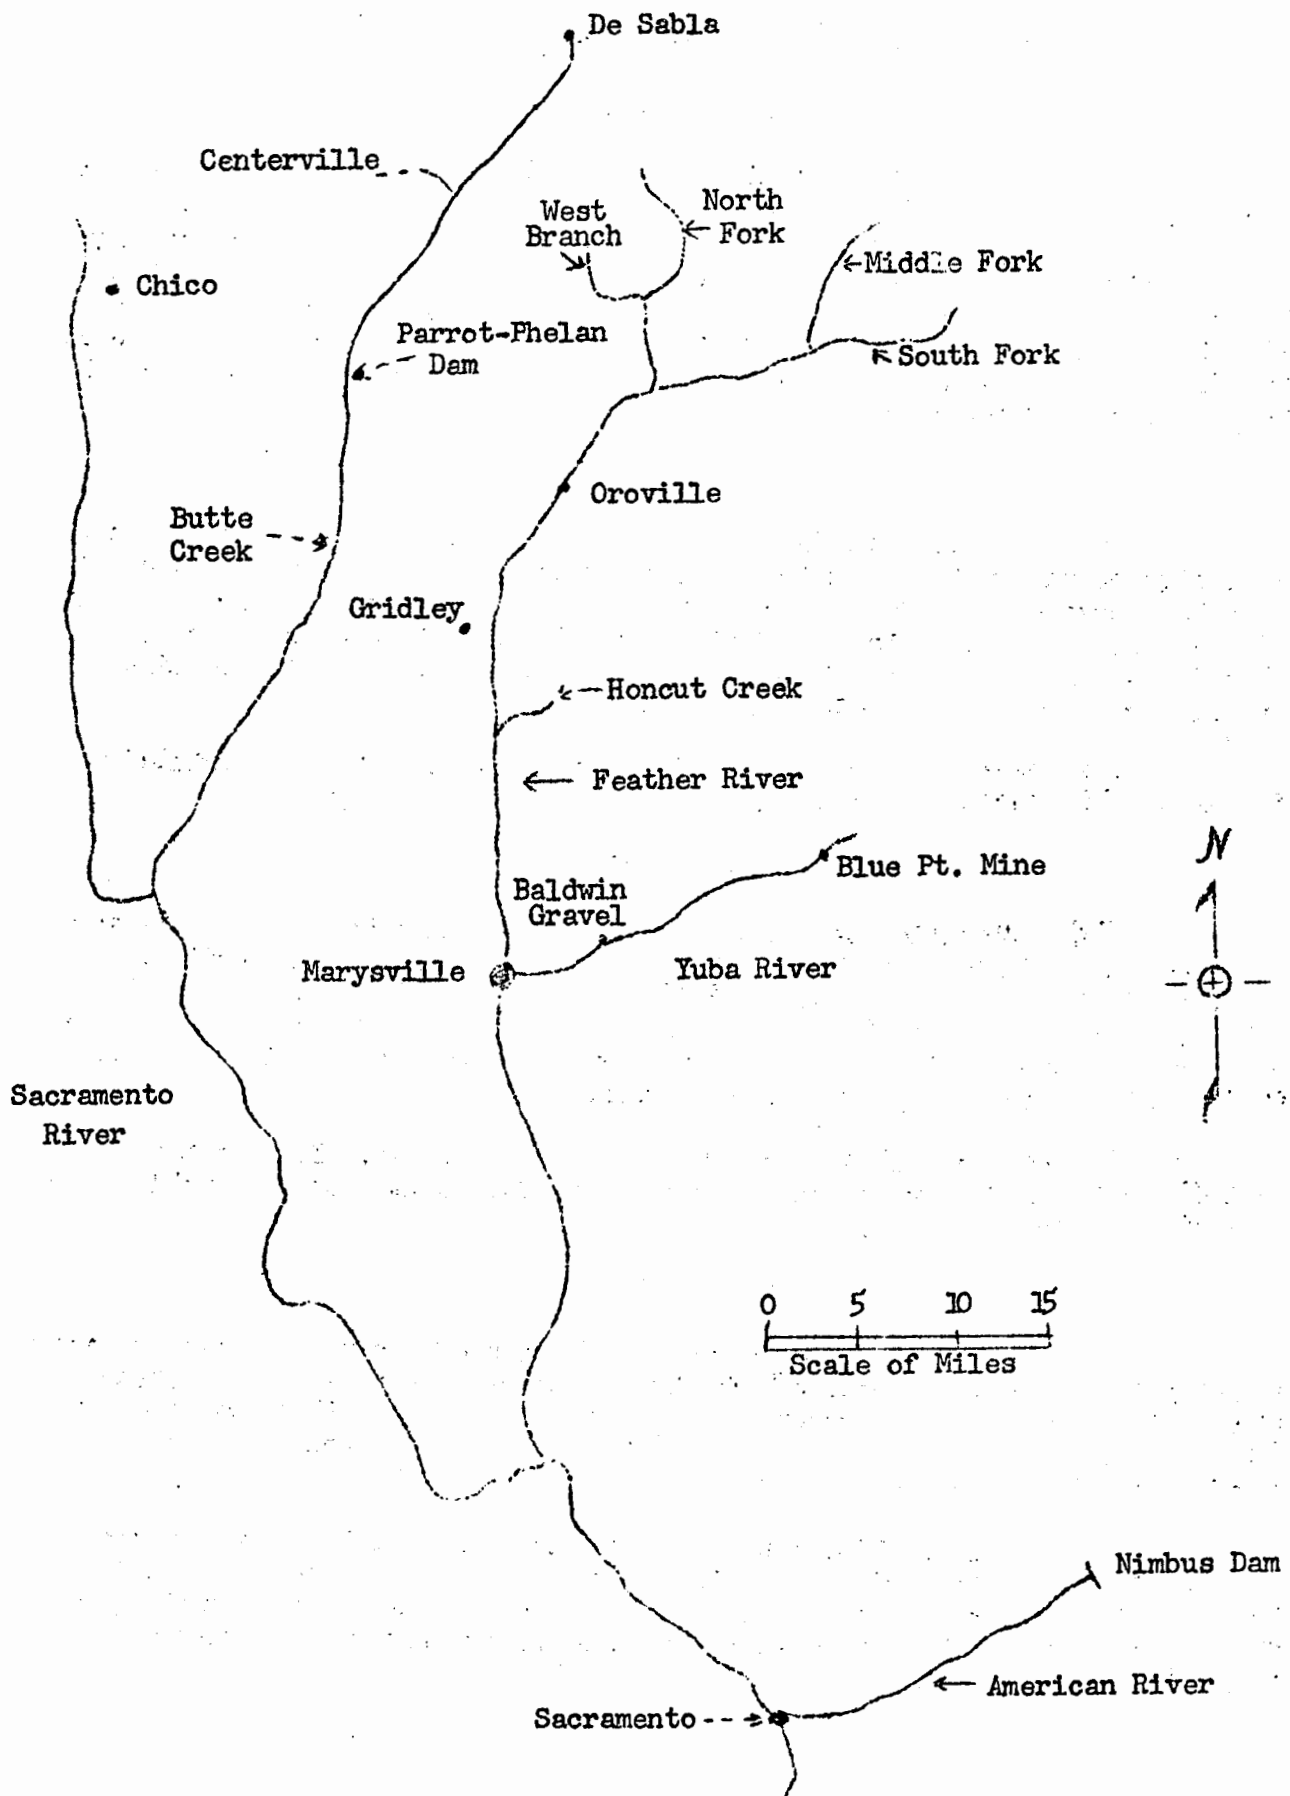 De Sabla
Centerville
West
Branch
North
Fork
Middle Fork
Chico
Parrot-Phelan
Dam
South Fork
Oroville
Butte
Creek
Gridley
Honcut Creek
Feather River
N
Blue Pt. Mine
Baldwin
Gravel
Marysville
Yuba River
Sacramento
River
0 5 10 15
Scale of Miles
Nimbus Dam
American River
Sacramento